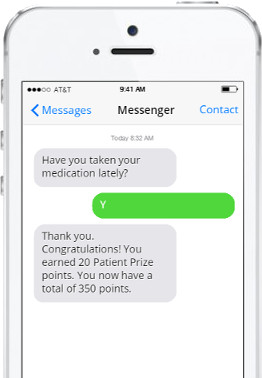 AT&T 9:41 AM
Messages Messenger Contact
Today 8:32 AM
Have you taken your
medication lately?
Y
Thank you.
Congratulations! You
earned 20 Patient Prize
points. You now have a
total of 350 points.